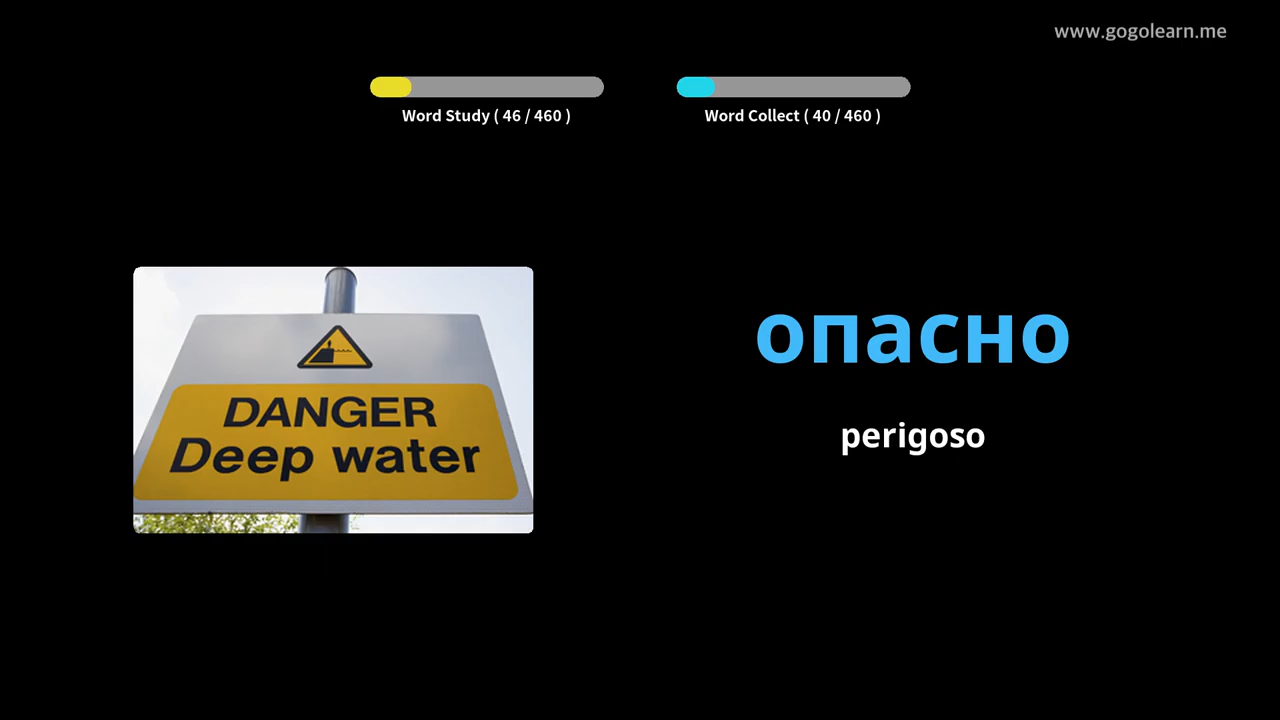 www.gogolearn.me
Word Study ( 46 / 460 )
Word Collect ( 40 / 460 )
DANGER
Deep water
опасно
perigoso